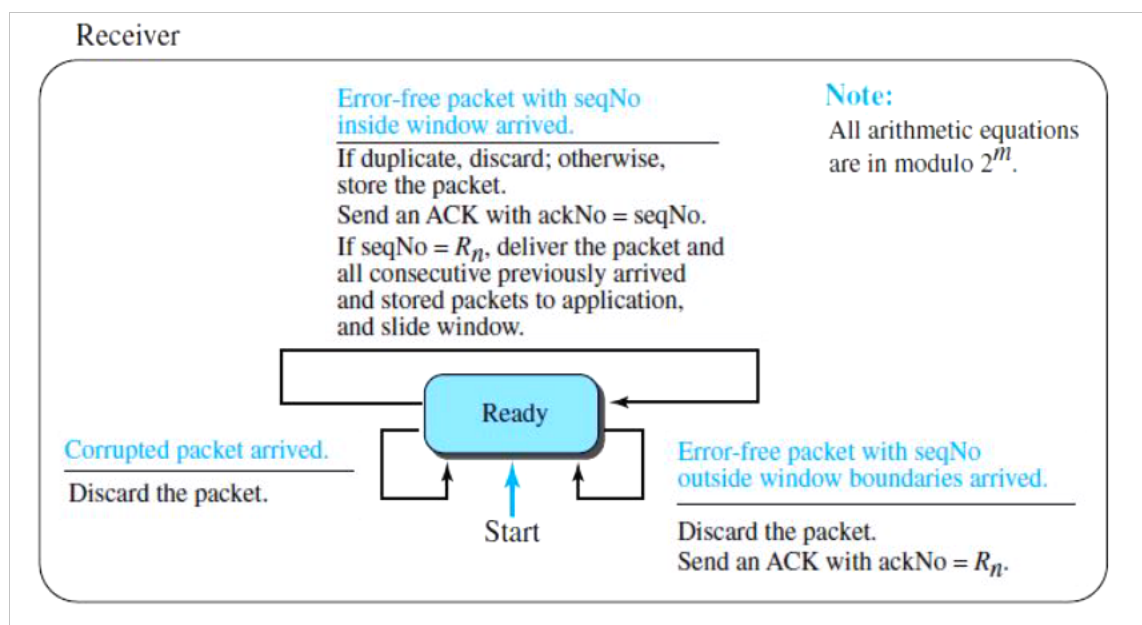 Receiver
Error-free packet with seqNo
inside window arrived.
If duplicate, discard; otherwise,
store the packet.
Send an ACK with ackNo = seqNo.
If seqNo = Rn, deliver the packet and
all consecutive previously arrived
and stored packets to application,
and slide window.
Note:
All arithmetic equations
are in modulo 2^m.
Ready
Corrupted packet arrived.
Discard the packet.
Start
Error-free packet with seqNo
outside window boundaries arrived.
Discard the packet.
Send an ACK with ackNo = Rn.